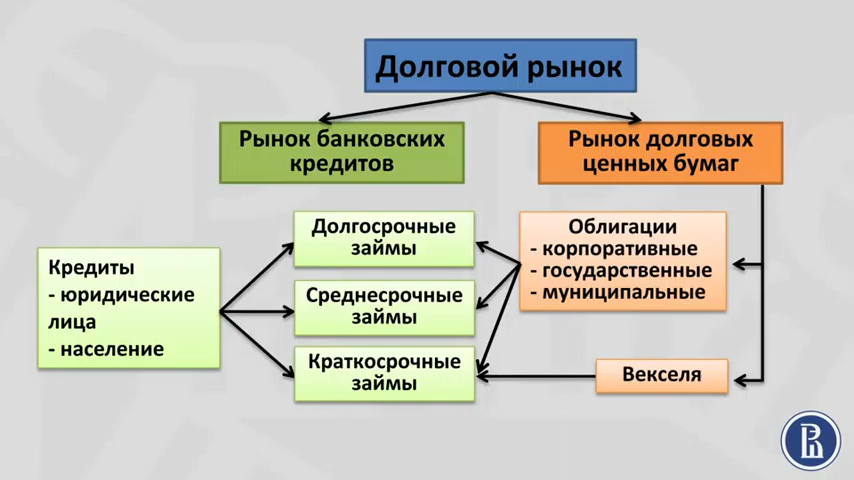 Долговой рынок
Рынок банковских
кредитов
Рынок долговых
ценных бумаг
Кредиты
- юридические
лица
- население
Долгосрочные
займы
Среднесрочные
займы
Краткосрочные
займы
Облигации
- корпоративные
- государственные
- муниципальные
Векселя